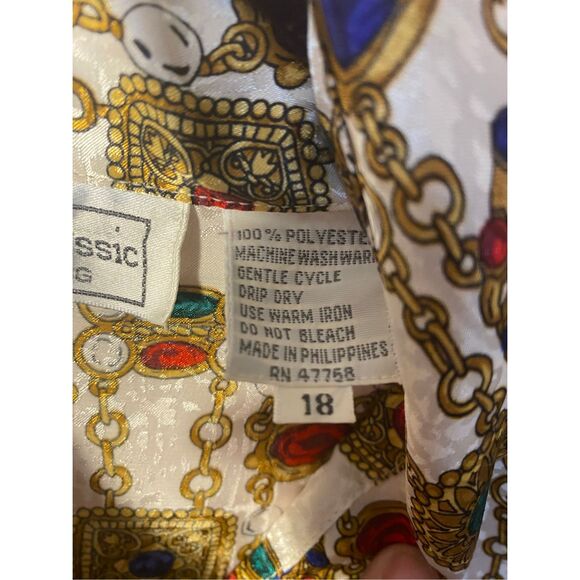 ssic
G
100% POLYESTE
MACHINE WASH WAR
GENTLE CYCLE
DRIP DRY
USE WARM IRON
DO NOT BLEACH
MADE IN PHILIPPINES
RN 47758
18